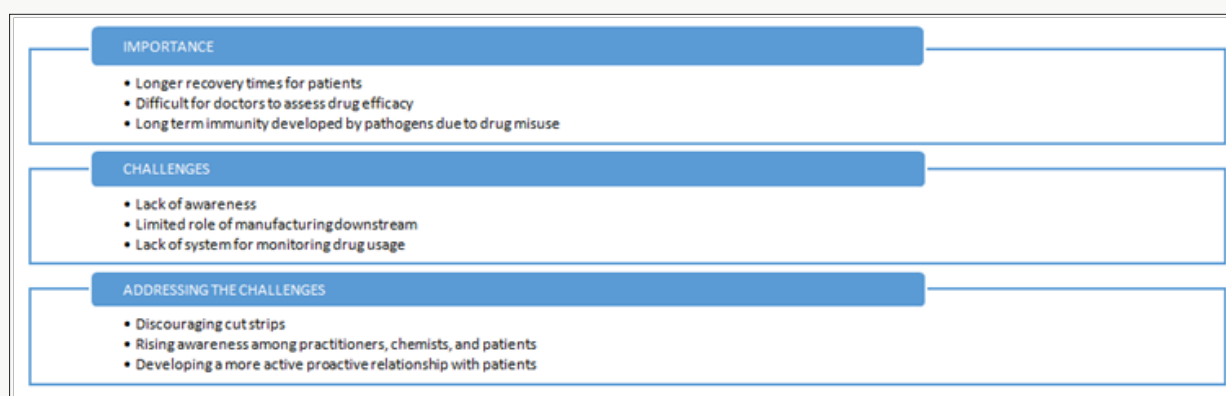 IMPORTANCE
• Longer recovery times for patients
• Difficult for doctors to assess drug efficacy
• Long term immunity developed by pathogens due to drug misuse
CHALLENGES
• Lack of awareness
• Limited role of manufacturing downstream
• Lack of system for monitoring drug usage
ADDRESSING THE CHALLENGES
• Discouraging cut strips
• Rising awareness among practitioners, chemists, and patients
• Developing a more active proactive relationship with patients